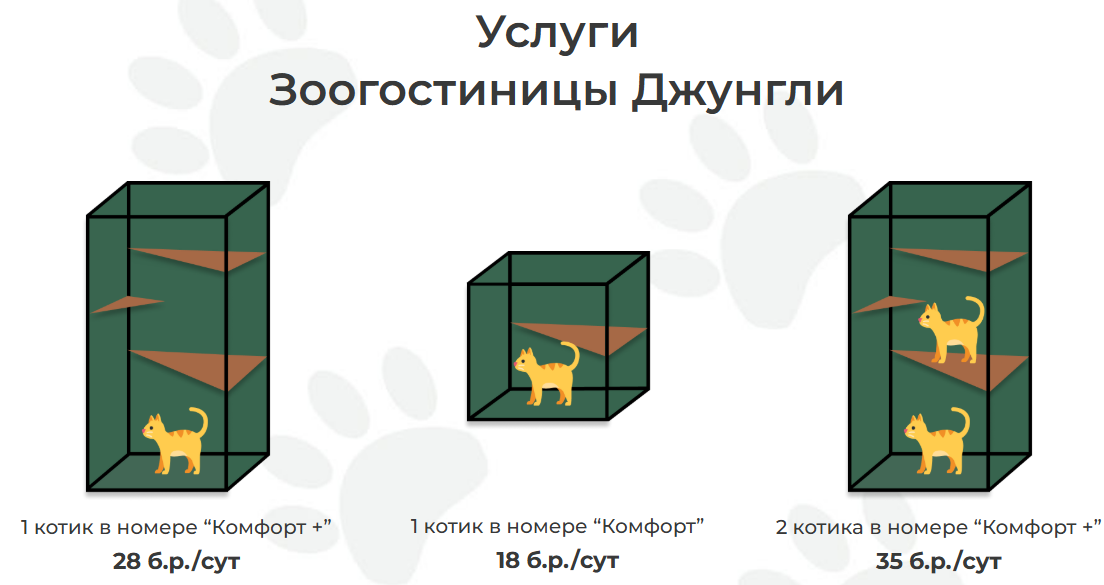 Услуги
Зоогостиницы Джунгли
1 котик в номере “Комфорт +”
28 б.р./сут
1 котик в номере “Комфорт”
18 б.р./сут
2 котика в номере “Комфорт +”
35 б.р./сут